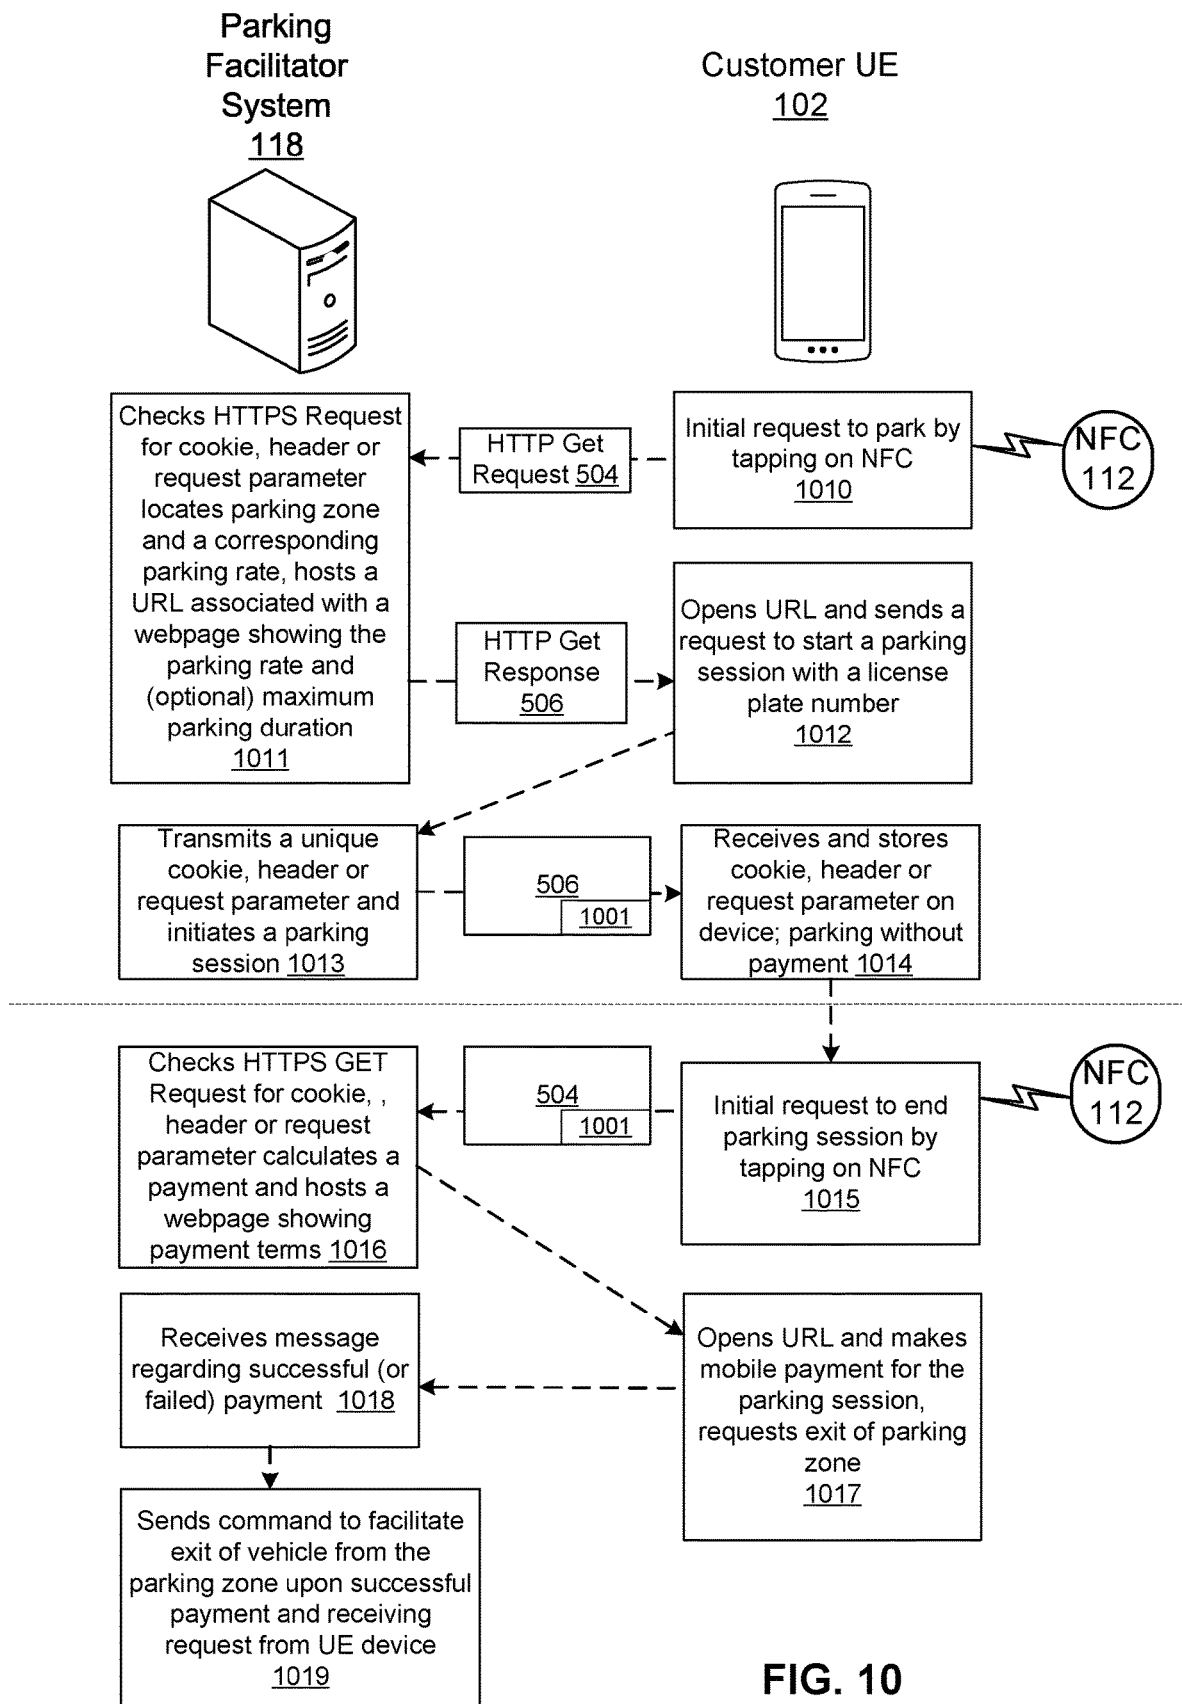 Parking
Facilitator
System
118
Customer UE
102
Checks HTTPS Request
for cookie, header or
request parameter
locates parking zone
and a corresponding
parking rate, hosts a
URL associated with a
webpage showing the
parking rate and
(optional) maximum
parking duration
1011
HTTP Get
Request 504
Initial request to park by
tapping on NFC
1010
NFC
112
HTTP Get
Response
506
Opens URL and sends a
request to start a parking
session with a license
plate number
1012
Transmits a unique
cookie, header or
request parameter and
initiates a parking
session 1013
506
1001
Receives and stores
cookie, header or
request parameter on
device; parking without
payment 1014
Checks HTTPS GET
Request for cookie, ,
header or request
parameter calculates a
payment and hosts a
webpage showing
payment terms 1016
504
1001
Initial request to end
parking session by
tapping on NFC
1015
NFC
112
Receives message
regarding successful (or
failed) payment 1018
Opens URL and makes
mobile payment for the
parking session,
requests exit of parking
zone
1017
Sends command to facilitate
exit of vehicle from the
parking zone upon successful
payment and receiving
request from UE device
1019
FIG. 10